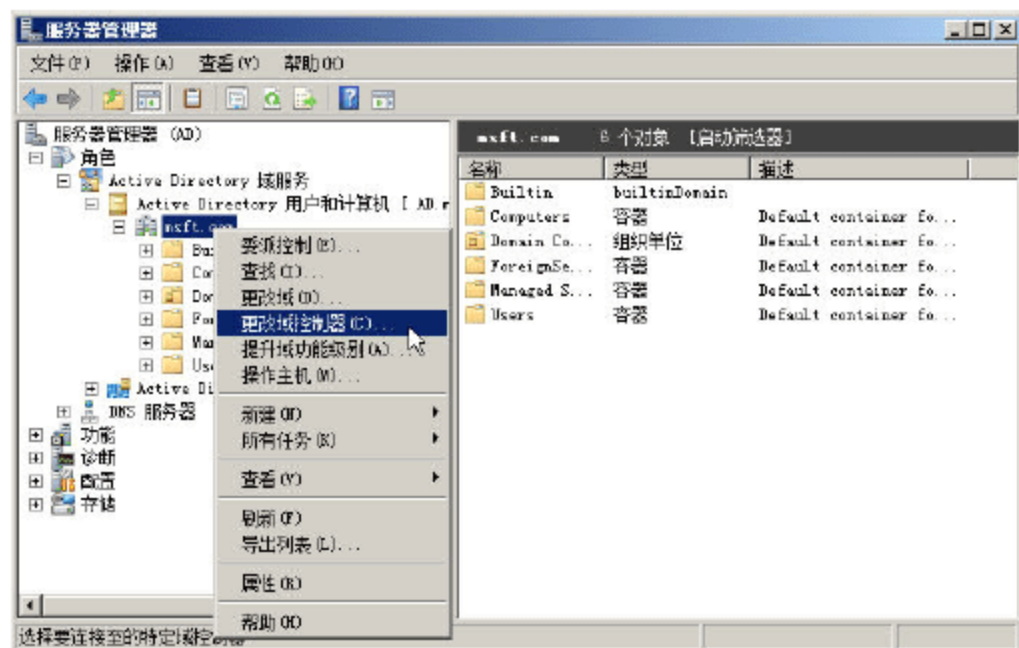 服务器管理器
文件(F) 操作(A) 查看(V) 帮助(H)
服务器管理器 (AD)
角色
Active Directory 域服务
Active Directory 用户和计算机 [ AD.m
msft.com
Bu
Com
Dom
For
Man
Use
Active Di
DNS 服务器
功能
诊断
配置
存储
委派控制(E)...
查找(I)...
更改域(D)...
更改域控制器(C)...
提升域功能级别(A)...
操作主机(M)...
新建(N)
所有任务(K)
查看(V)
刷新(F)
导出列表(L)...
属性(R)
帮助(H)
msft.com 6 个对象 [启动筛选器]
名称 类型 描述
Builtin builtinDomain
Computers 容器 Default container fo...
Domain Co... 组织单位 Default container fo...
ForeignSe... 容器 Default container fo...
Managed S... 容器 Default container fo...
Users 容器 Default container fo...
选择要连接至的特定域控制器